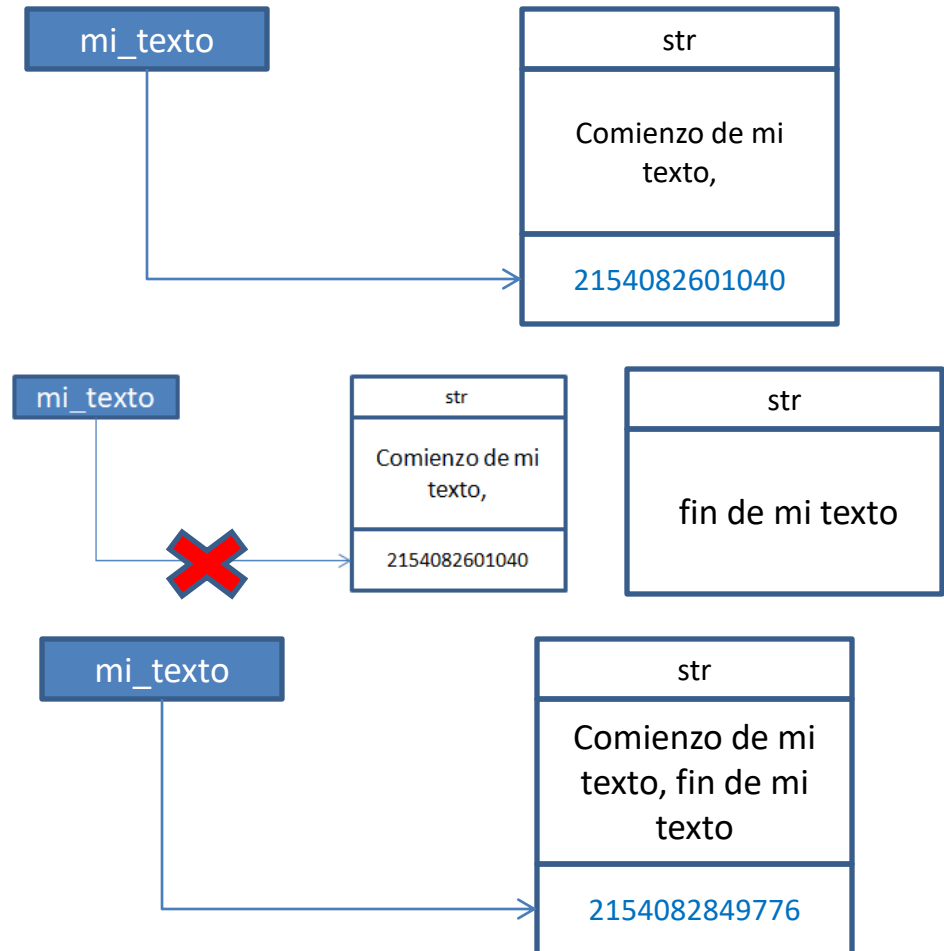 mi_texto
str
Comienzo de mi
texto,
2154082601040
mi_texto
str
Comienzo de mi
texto,
2154082601040
str
fin de mi texto
mi_texto
str
Comienzo de mi
texto, fin de mi
texto
2154082849776